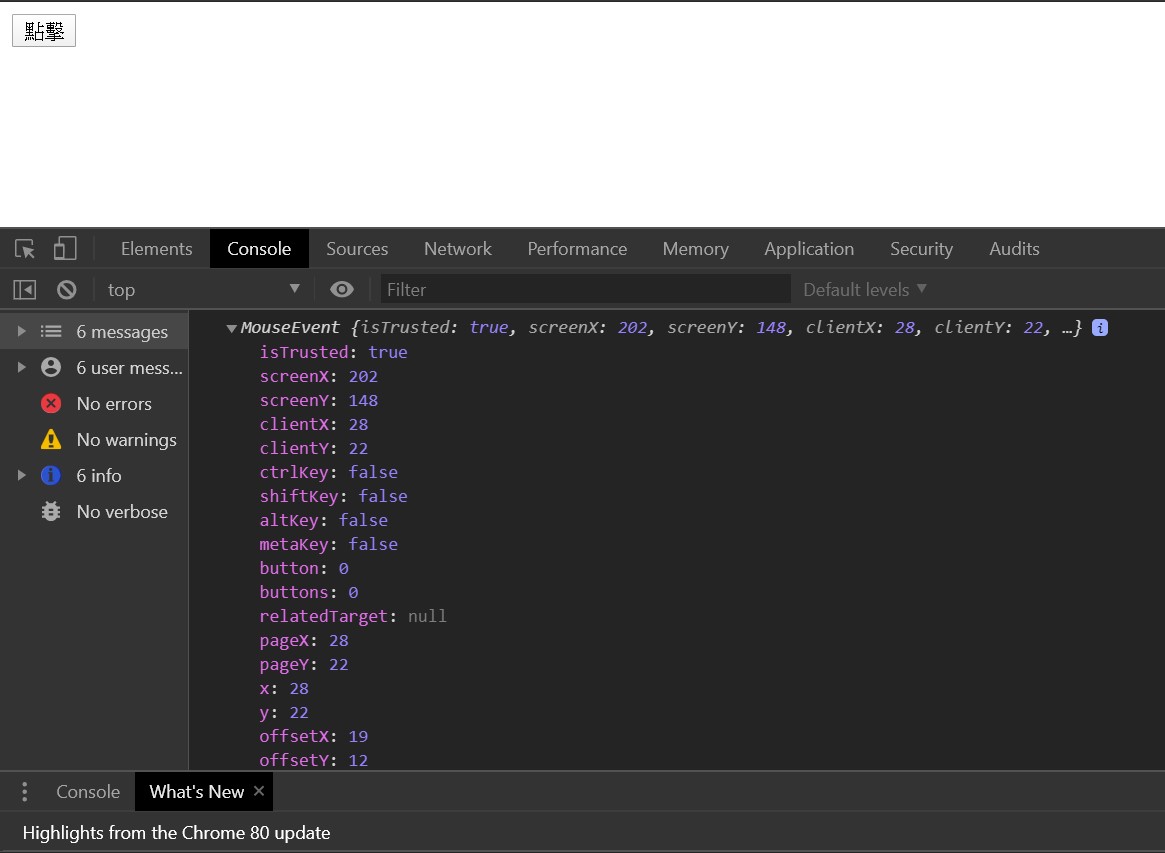 點擊
Elements Console Sources Network Performance Memory Application Security Audits
top Filter Default levels
6 messages
6 user mess...
No errors
No warnings
6 info
No verbose
MouseEvent {isTrusted: true, screenX: 202, screenY: 148, clientX: 28, clientY: 22, …} i
isTrusted: true
screenX: 202
screenY: 148
clientX: 28
clientY: 22
ctrlKey: false
shiftKey: false
altKey: false
metaKey: false
button: 0
buttons: 0
relatedTarget: null
pageX: 28
pageY: 22
x: 28
y: 22
offsetX: 19
offsetY: 12
Console What's New
Highlights from the Chrome 80 update